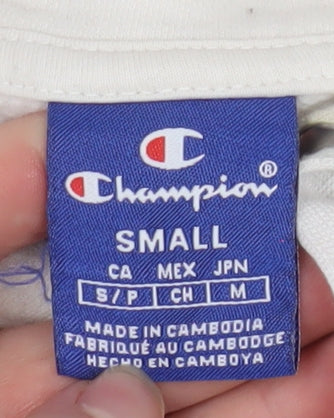 C
Champion®
SMALL
CA MEX JPN
S/P CH M
MADE IN CAMBODIA
FABRIQUÉ AU CAMBODGE
HECHO EN CAMBOYA